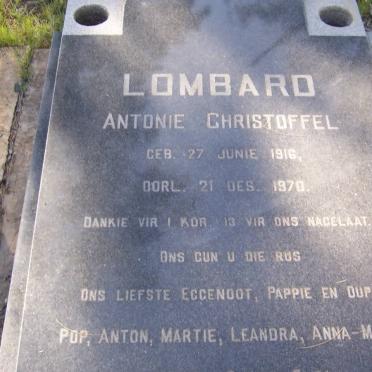 LOMBARD
ANTONIE CHRISTOFFEL
GEB. 27 JUNIE 1916,
OORL. 21 DES. 1970.
DANKIE VIR I KOR. 13 VIR ONS NAGELAAT.
ONS GUN U DIE RUS
ONS LIEFSTE EGGENOOT, PAPPIE EN OUP
POP, ANTON, MARTIE, LEANDRA, ANNA-M